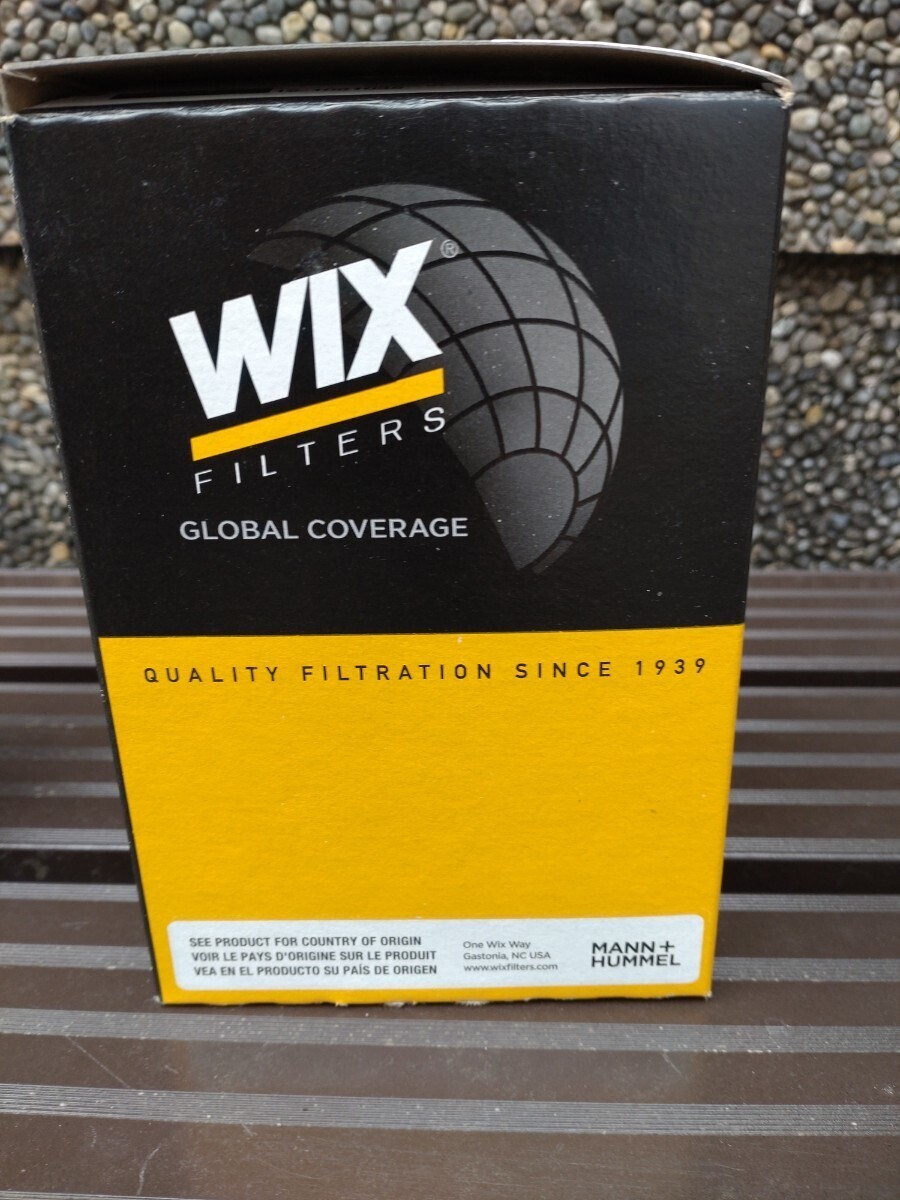 WIX®
FILTERS
GLOBAL COVERAGE
QUALITY FILTRATION SINCE 1939
SEE PRODUCT FOR COUNTRY OF ORIGIN
VOIR LE PAYS D'ORIGINE SUR LE PRODUIT
VEA EN EL PRODUCTO SU PAÍS DE ORIGEN
One Wix Way
Gastonia, NC USA
www.wixfilters.com
MANN+
HUMMEL